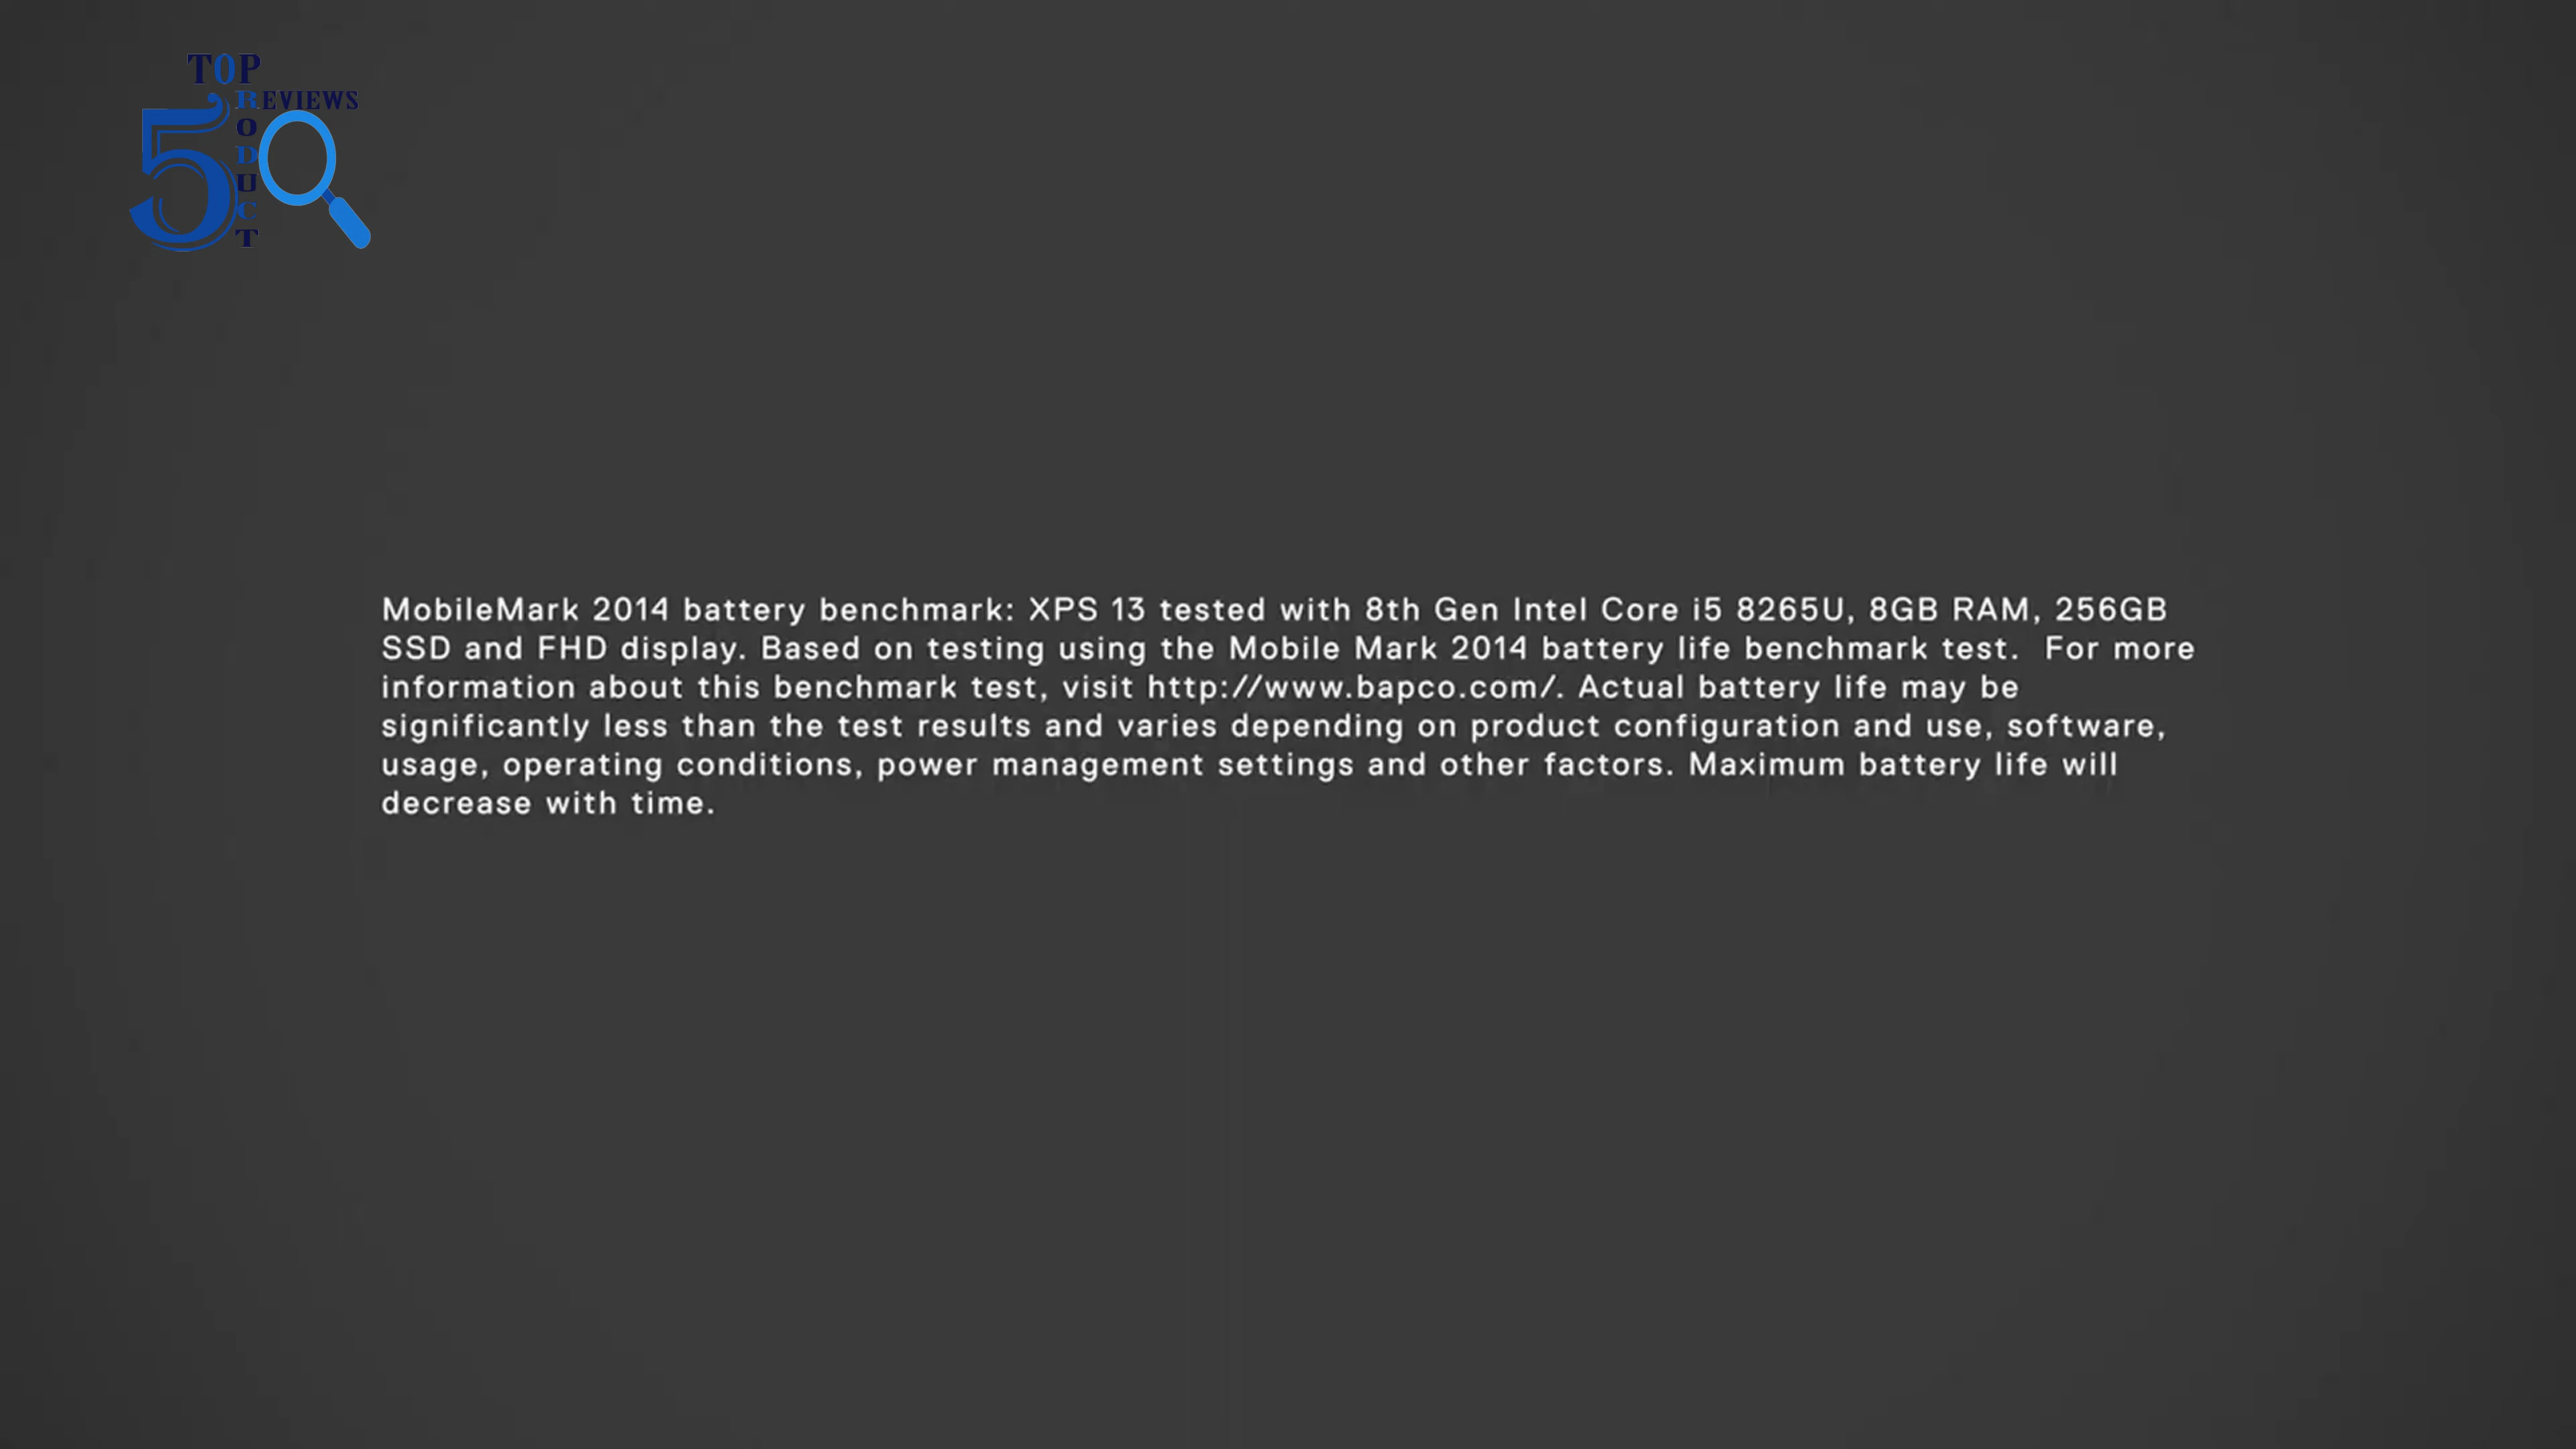 TOP
5
PRODUCT
REVIEWS
MobileMark 2014 battery benchmark: XPS 13 tested with 8th Gen Intel Core i5 8265U, 8GB RAM, 256GB
SSD and FHD display. Based on testing using the Mobile Mark 2014 battery life benchmark test.  For more
information about this benchmark test, visit http://www.bapco.com/. Actual battery life may be
significantly less than the test results and varies depending on product configuration and use, software,
usage, operating conditions, power management settings and other factors. Maximum battery life will
decrease with time.